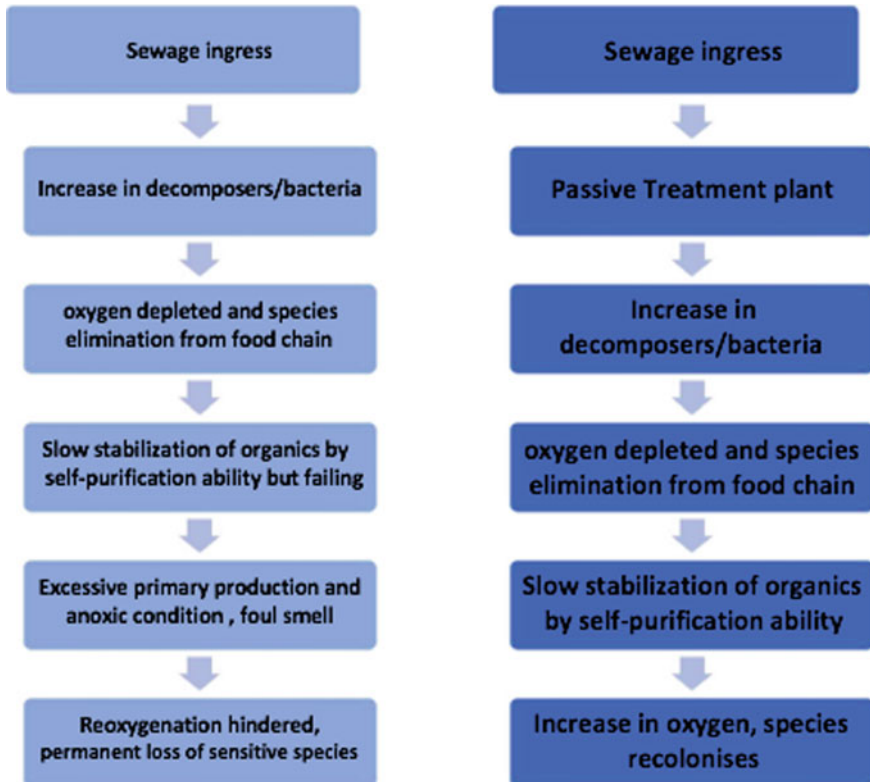 Sewage ingress
Increase in decomposers/bacteria
oxygen depleted and species
elimination from food chain
Slow stabilization of organics by
self-purification ability but failing
Excessive primary production and
anoxic condition , foul smell
Reoxygenation hindered,
permanent loss of sensitive species
Sewage ingress
Passive Treatment plant
Increase in
decomposers/bacteria
oxygen depleted and species
elimination from food chain
Slow stabilization of organics
by self-purification ability
Increase in oxygen, species
recolonises